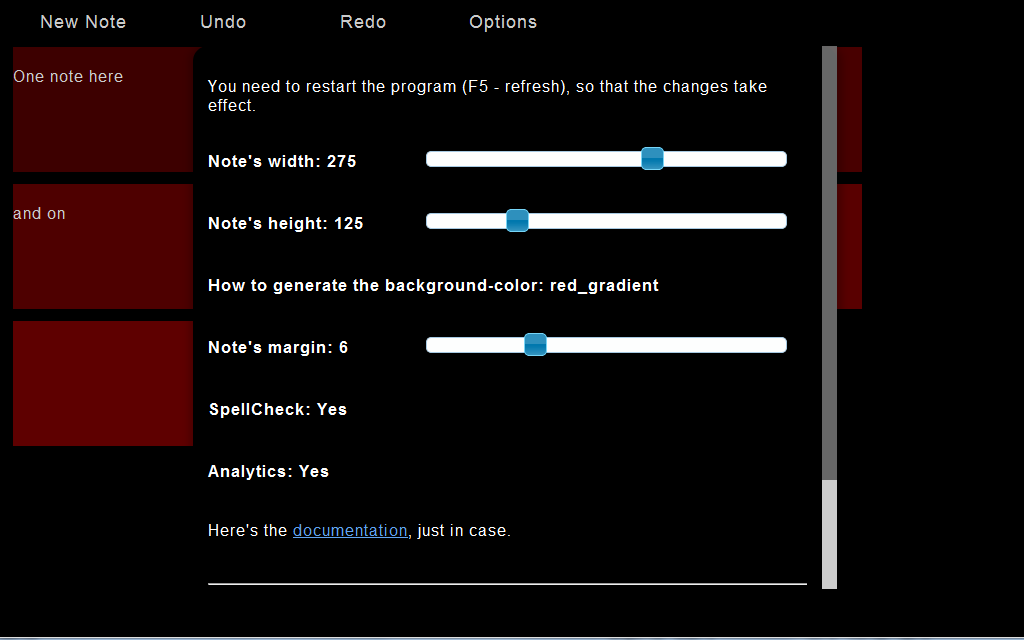 New Note Undo Redo Options
One note here
You need to restart the program (F5 - refresh), so that the changes take
effect.
Note's width: 275
and on
Note's height: 125
How to generate the background-color: red_gradient
Note's margin: 6
SpellCheck: Yes
Analytics: Yes
Here's the documentation, just in case.